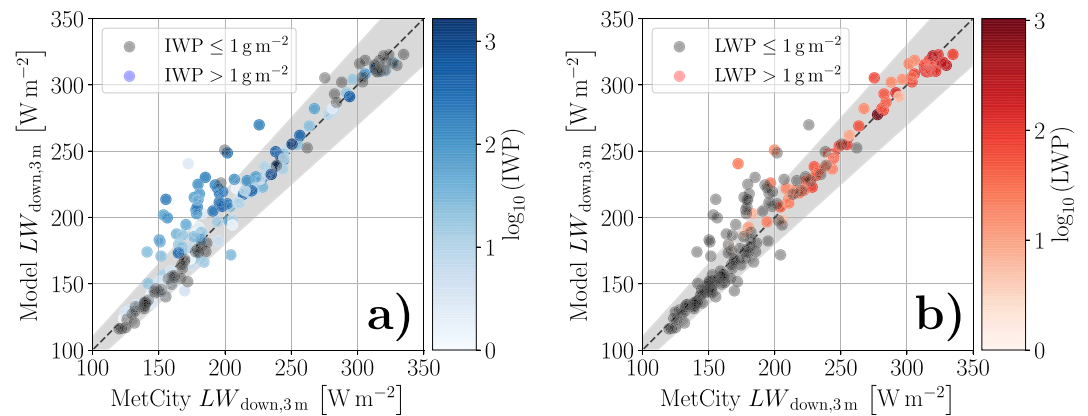 350
300
250
200
150
100
Model LW_down,3 m [W m⁻²]
IWP ≤ 1 g m⁻²
IWP > 1 g m⁻²
a)
100 150 200 250 300 350
MetCity LW_down,3 m [W m⁻²]
3
2
1
0
log₁₀(IWP)
350
300
250
200
150
100
Model LW_down,3 m [W m⁻²]
LWP ≤ 1 g m⁻²
LWP > 1 g m⁻²
b)
100 150 200 250 300 350
MetCity LW_down,3 m [W m⁻²]
3
2
1
0
log₁₀(LWP)